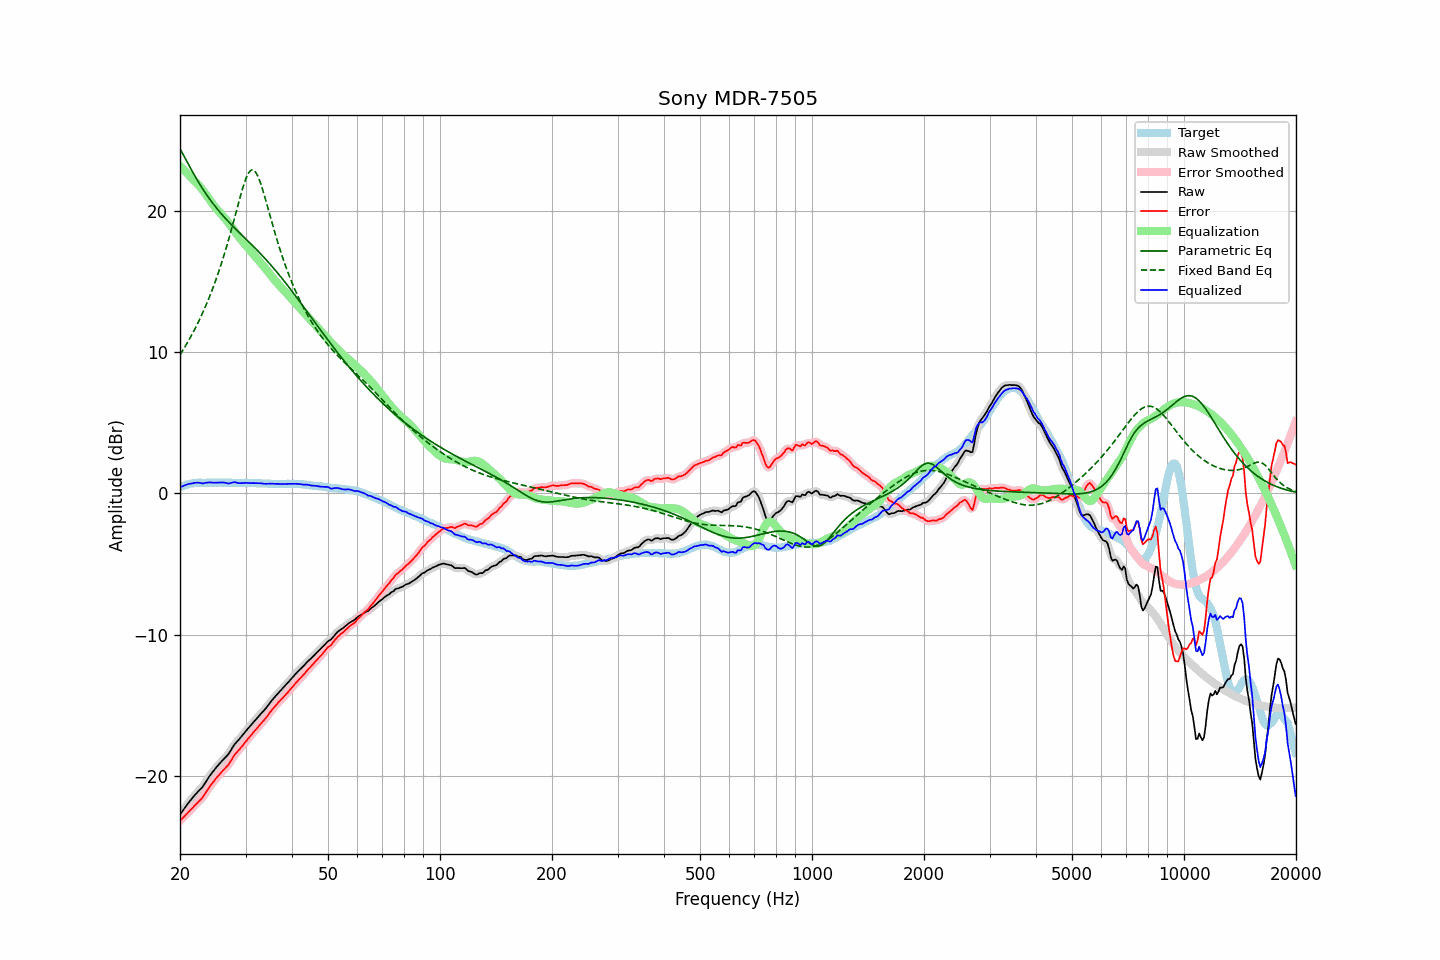 Sony MDR-7505
Target
Raw Smoothed
Error Smoothed
Raw
Error
Equalization
Parametric Eq
Fixed Band Eq
Equalized
Amplitude (dBr)
20
10
0
−10
−20
20
50
100
200
500
1000
2000
5000
10000
20000
Frequency (Hz)